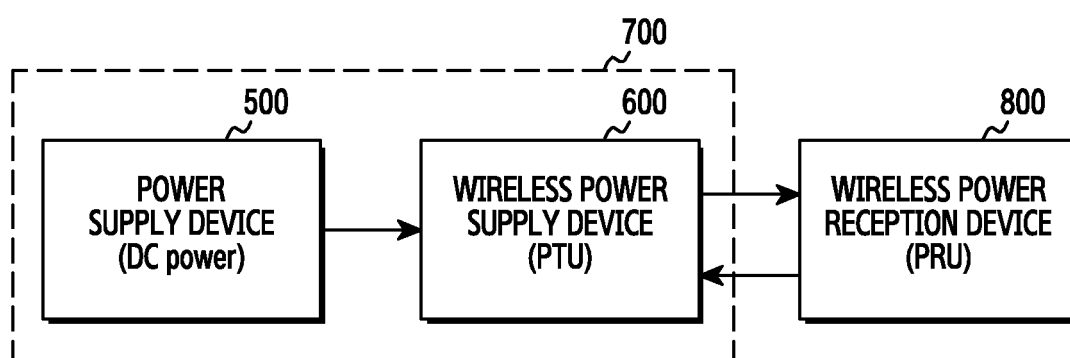 700
500
600
800
POWER
SUPPLY DEVICE
(DC power)
WIRELESS POWER
SUPPLY DEVICE
(PTU)
WIRELESS POWER
RECEPTION DEVICE
(PRU)